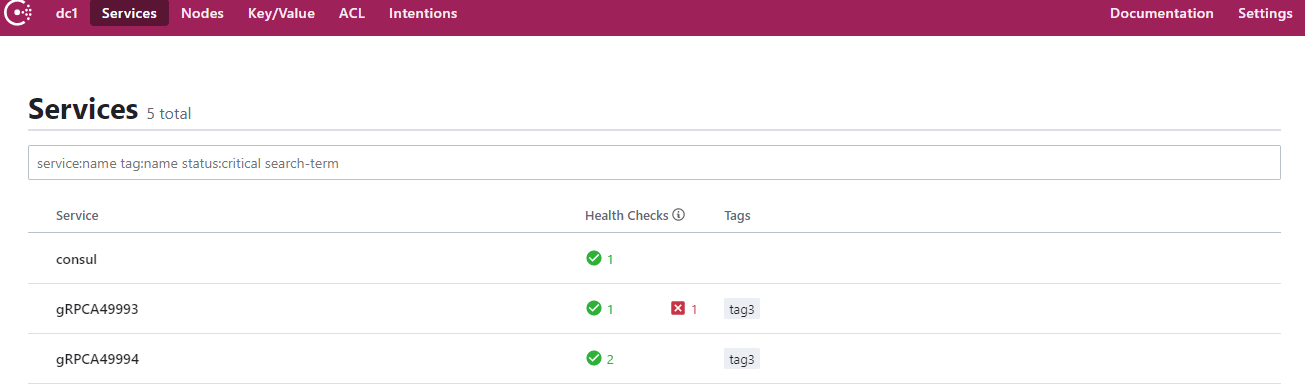 dc1 Services Nodes Key/Value ACL Intentions Documentation Settings
Services 5 total
service:name tag:name status:critical search-term
Service Health Checks Tags
consul 1
gRPCA49993 1 1 tag3
gRPCA49994 2 tag3